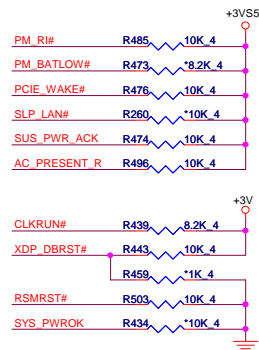 +3VS5
PM_RI# R485 10K_4
PM_BATLOW# R473 *8.2K_4
PCIE_WAKE# R476 10K_4
SLP_LAN# R260 *10K_4
SUS_PWR_ACK R474 10K_4
AC_PRESENT_R R496 10K_4
+3V
CLKRUN# R439 8.2K_4
XDP_DBRST# R443 10K_4
R459 *1K_4
RSMRST# R503 10K_4
SYS_PWROK R434 *10K_4